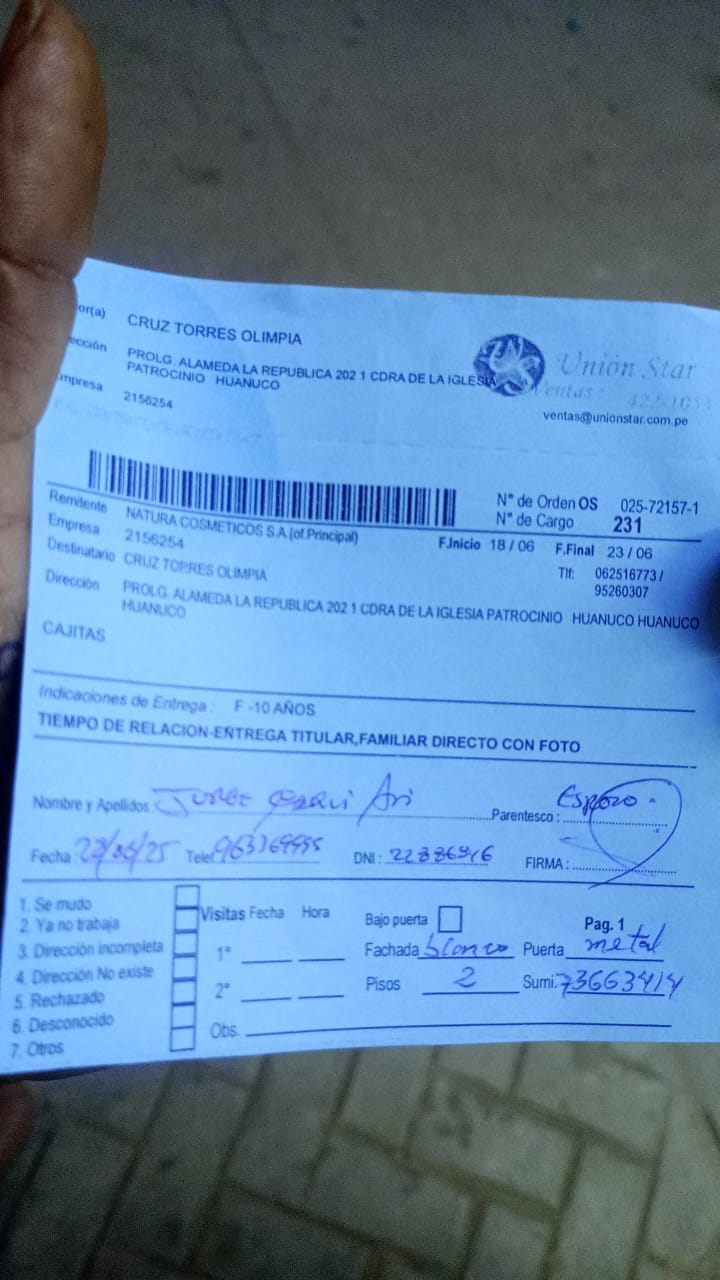 or(a) CRUZ TORRES OLIMPIA
ección PROLG. ALAMEDA LA REPUBLICA 202 1 CDRA DE LA IGLESIA
PATROCINIO HUANUCO
mpresa 2156254
Unión Star
Ventas :
ventas@unionstar.com.pe
N° de Orden OS 025-72157-1
N° de Cargo 231
Remitente NATURA COSMETICOS S.A (of.Principal)
Empresa 2156254
F.Inicio 18 / 06 F.Final 23 / 06
Destinatario CRUZ TORRES OLIMPIA
Tlf: 062516773 /
95260307
Dirección PROLG. ALAMEDA LA REPUBLICA 202 1 CDRA DE LA IGLESIA PATROCINIO HUANUCO HUANUCO
HUANUCO
CAJITAS
Indicaciones de Entrega : F -10 AÑOS
TIEMPO DE RELACION-ENTREGA TITULAR,FAMILIAR DIRECTO CON FOTO
Nombre y Apellidos: Jorge Ari Parentesco : Esposo
Fecha Telef DNI : FIRMA :
1. Se mudo
2. Ya no trabaja
3. Dirección incompleta
4. Dirección No existe
5. Rechazado
6. Desconocido
7. Otros
Visitas Fecha Hora
1°
2°
Obs.
Bajo puerta Pag. 1
Fachada blanco Puerta metal
Pisos 2 Sumi. 73663414